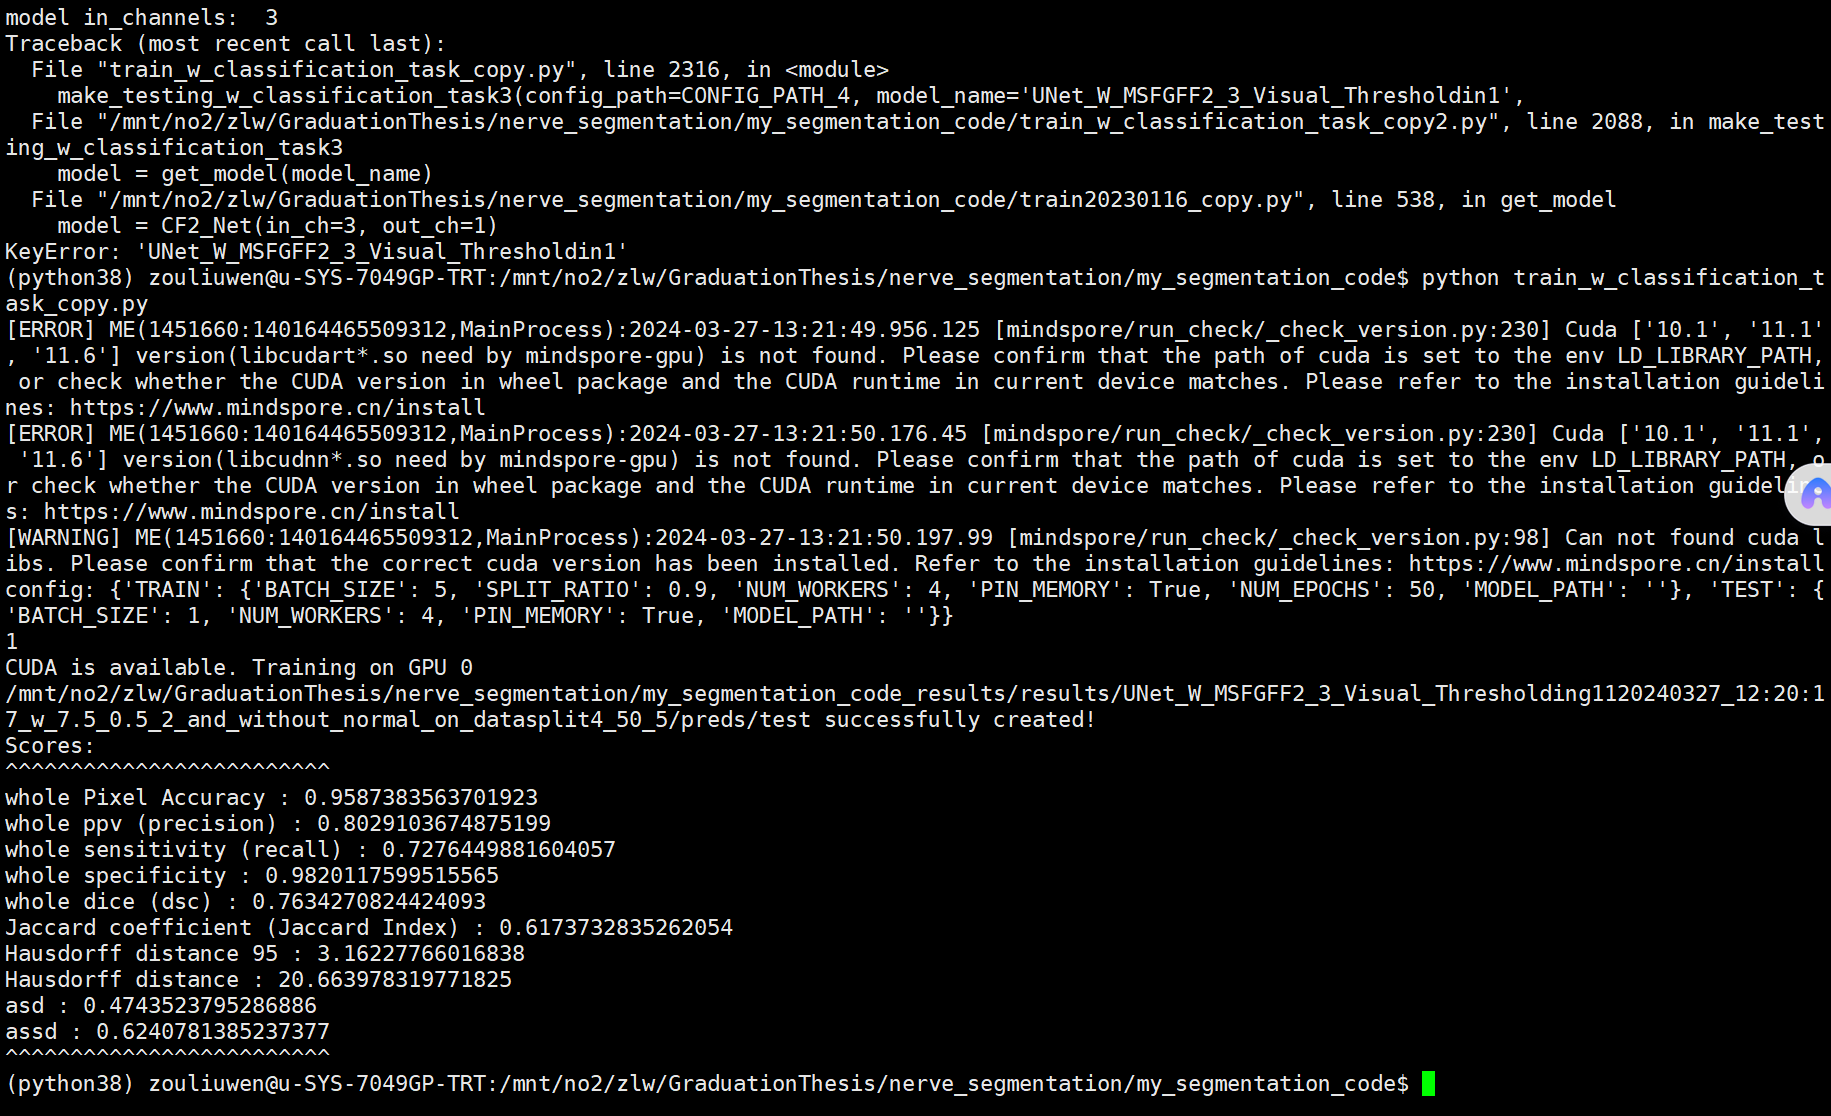 model in_channels:  3
Traceback (most recent call last):
  File "train_w_classification_task_copy.py", line 2316, in <module>
    make_testing_w_classification_task3(config_path=CONFIG_PATH_4, model_name='UNet_W_MSFGFF2_3_Visual_Thresholdin1',
  File "/mnt/no2/zlw/GraduationThesis/nerve_segmentation/my_segmentation_code/train_w_classification_task_copy2.py", line 2088, in make_test
ing_w_classification_task3
    model = get_model(model_name)
  File "/mnt/no2/zlw/GraduationThesis/nerve_segmentation/my_segmentation_code/train20230116_copy.py", line 538, in get_model
    model = CF2_Net(in_ch=3, out_ch=1)
KeyError: 'UNet_W_MSFGFF2_3_Visual_Thresholdin1'
(python38) zouliuwen@u-SYS-7049GP-TRT:/mnt/no2/zlw/GraduationThesis/nerve_segmentation/my_segmentation_code$ python train_w_classification_t
ask_copy.py
[ERROR] ME(1451660:140164465509312,MainProcess):2024-03-27-13:21:49.956.125 [mindspore/run_check/_check_version.py:230] Cuda ['10.1', '11.1'
, '11.6'] version(libcudart*.so need by mindspore-gpu) is not found. Please confirm that the path of cuda is set to the env LD_LIBRARY_PATH,
 or check whether the CUDA version in wheel package and the CUDA runtime in current device matches. Please refer to the installation guideli
nes: https://www.mindspore.cn/install
[ERROR] ME(1451660:140164465509312,MainProcess):2024-03-27-13:21:50.176.45 [mindspore/run_check/_check_version.py:230] Cuda ['10.1', '11.1',
 '11.6'] version(libcudnn*.so need by mindspore-gpu) is not found. Please confirm that the path of cuda is set to the env LD_LIBRARY_PATH, o
r check whether the CUDA version in wheel package and the CUDA runtime in current device matches. Please refer to the installation guideline
s: https://www.mindspore.cn/install
[WARNING] ME(1451660:140164465509312,MainProcess):2024-03-27-13:21:50.197.99 [mindspore/run_check/_check_version.py:98] Can not found cuda l
ibs. Please confirm that the correct cuda version has been installed. Refer to the installation guidelines: https://www.mindspore.cn/install
config: {'TRAIN': {'BATCH_SIZE': 5, 'SPLIT_RATIO': 0.9, 'NUM_WORKERS': 4, 'PIN_MEMORY': True, 'NUM_EPOCHS': 50, 'MODEL_PATH': ''}, 'TEST': {
'BATCH_SIZE': 1, 'NUM_WORKERS': 4, 'PIN_MEMORY': True, 'MODEL_PATH': ''}}
1
CUDA is available. Training on GPU 0
/mnt/no2/zlw/GraduationThesis/nerve_segmentation/my_segmentation_code_results/results/UNet_W_MSFGFF2_3_Visual_Thresholding1120240327_12:20:1
7_w_7.5_0.5_2_and_without_normal_on_datasplit4_50_5/preds/test successfully created!
Scores:
^^^^^^^^^^^^^^^^^^^^^^^^^
whole Pixel Accuracy : 0.9587383563701923
whole ppv (precision) : 0.8029103674875199
whole sensitivity (recall) : 0.7276449881604057
whole specificity : 0.9820117599515565
whole dice (dsc) : 0.7634270824424093
Jaccard coefficient (Jaccard Index) : 0.6173732835262054
Hausdorff distance 95 : 3.16227766016838
Hausdorff distance : 20.663978319771825
asd : 0.4743523795286886
assd : 0.6240781385237377
^^^^^^^^^^^^^^^^^^^^^^^^^
(python38) zouliuwen@u-SYS-7049GP-TRT:/mnt/no2/zlw/GraduationThesis/nerve_segmentation/my_segmentation_code$